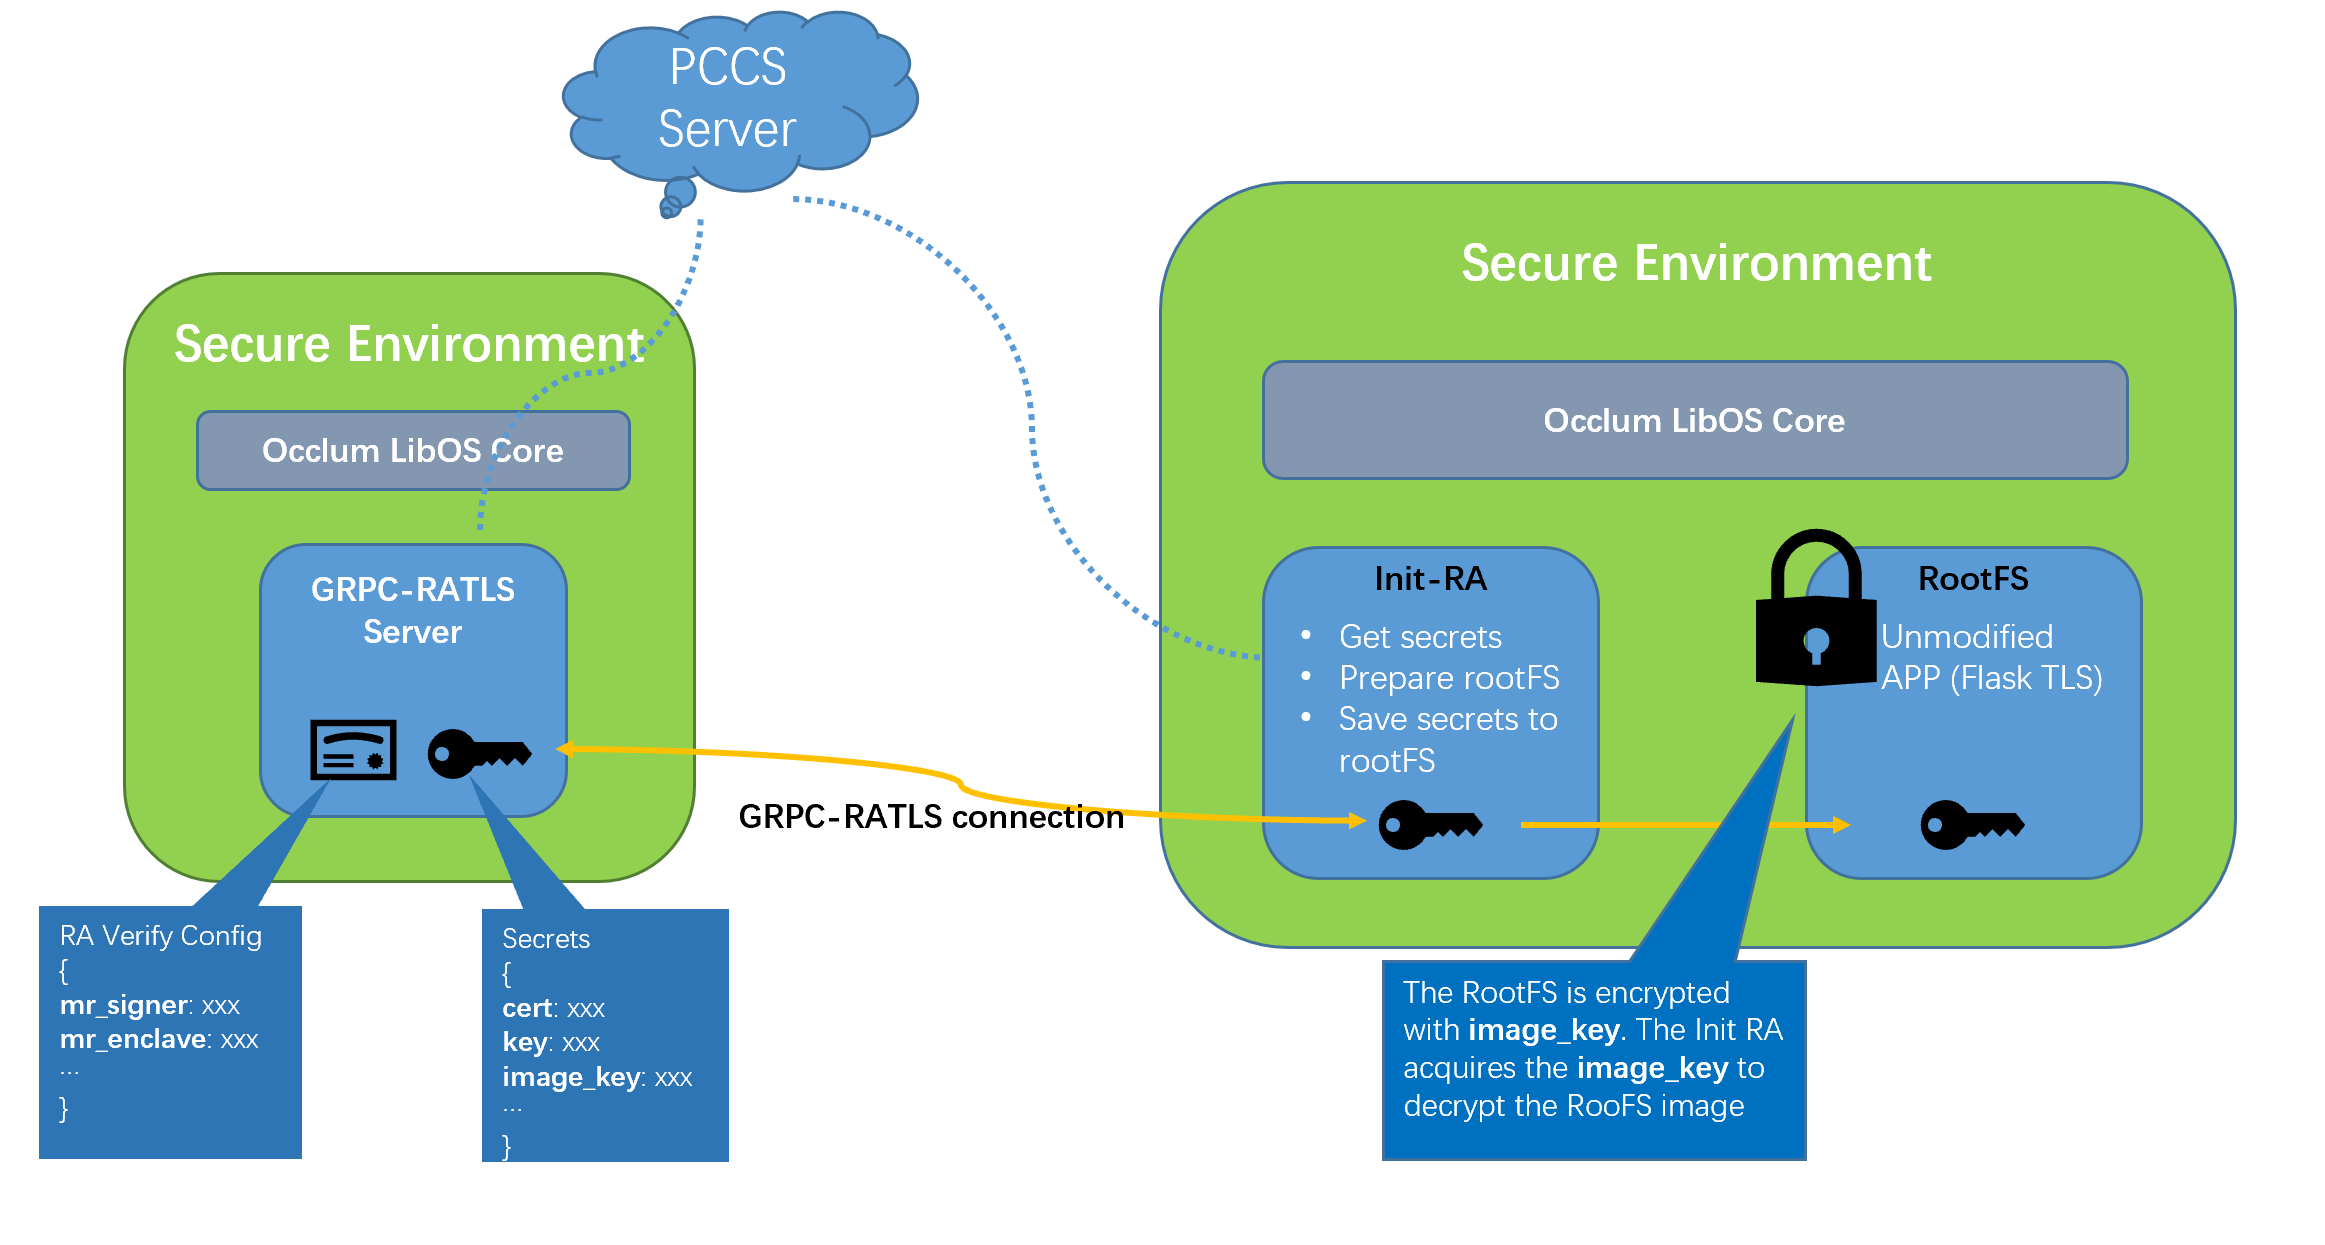 PCCS
Server
Secure Environment
Occlum LibOS Core
GRPC-RATLS
Server
RA Verify Config
{
mr_signer: xxx
mr_enclave: xxx
...
}
Secrets
{
cert: xxx
key: xxx
image_key: xxx
...
}
GRPC-RATLS connection
Secure Environment
Occlum LibOS Core
Init-RA
• Get secrets
• Prepare rootFS
• Save secrets to
rootFS
RootFS
Unmodified
APP (Flask TLS)
The RootFS is encrypted
with image_key. The Init RA
acquires the image_key to
decrypt the RooFS image